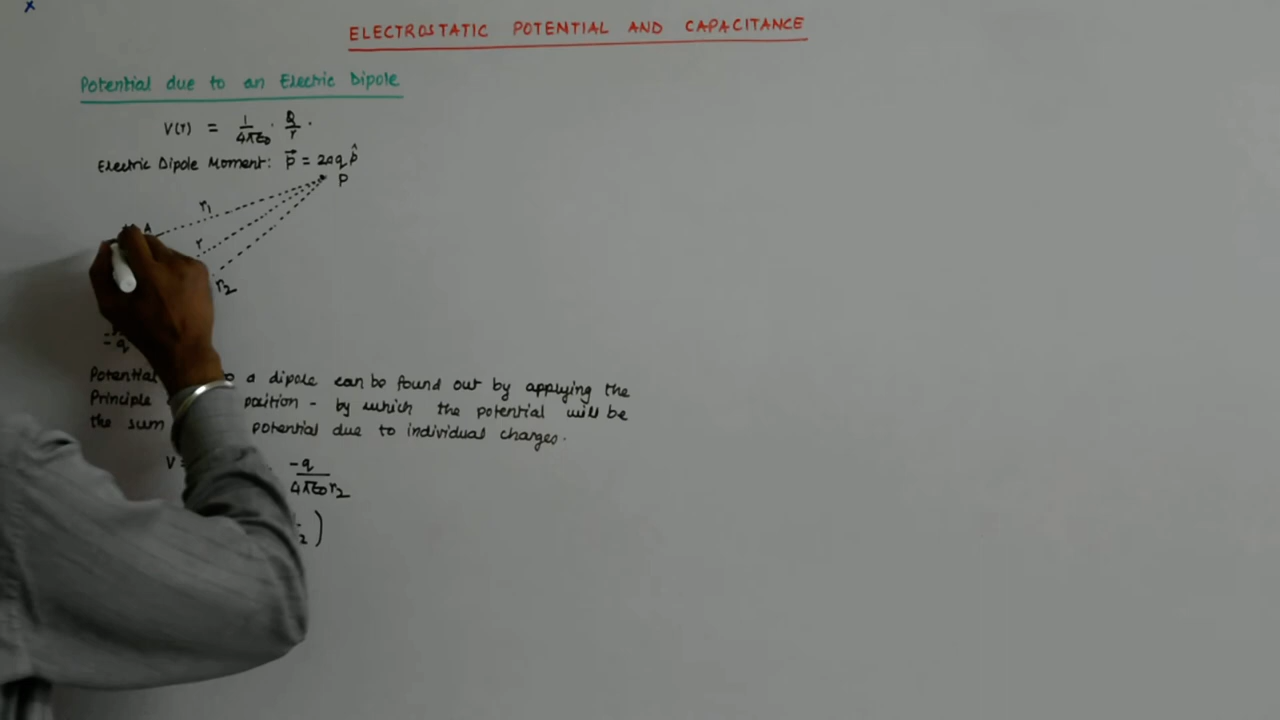 x
ELECTROSTATIC POTENTIAL AND CAPACITANCE
Potential due to an Electric Dipole
V(r) = 1/4πε0 · Q/r ·
Electric Dipole Moment: p⃗ = 2aq p̂
P
r1
A
r
r2
q
Potential a dipole can be found out by applying the
Principle position - by which the potential will be
the sum potential due to individual charges.
V = -q/4πε0r2
2 )